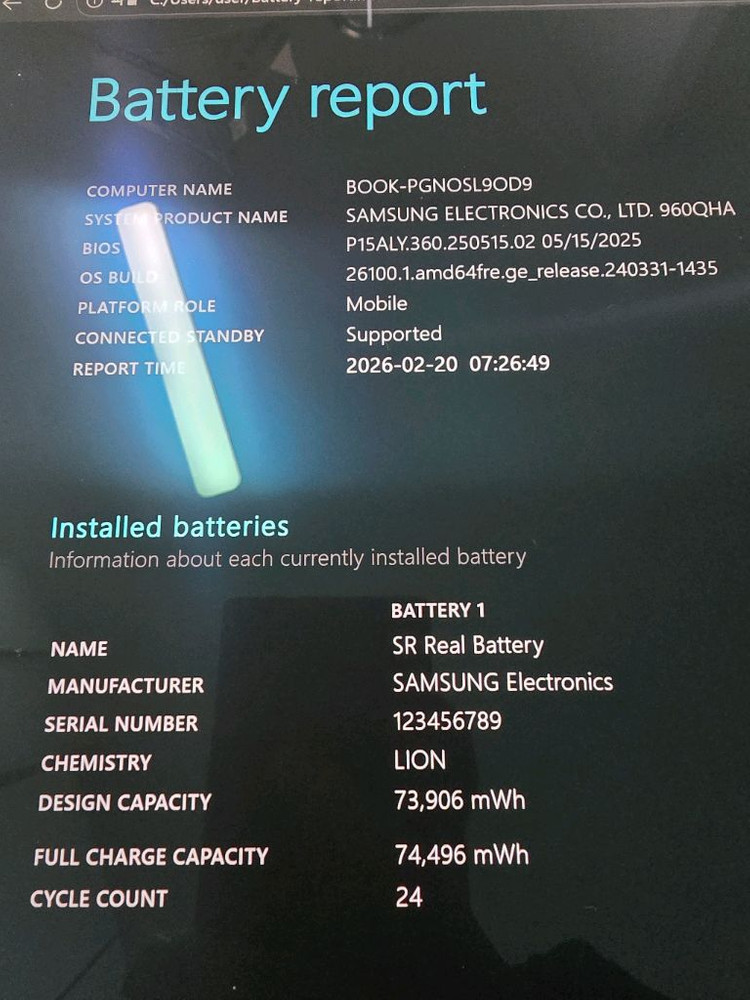 Battery report
COMPUTER NAME BOOK-PGNOSL9OD9
SYSTEM PRODUCT NAME SAMSUNG ELECTRONICS CO., LTD. 960QHA
BIOS P15ALY.360.250515.02 05/15/2025
OS BUILD 26100.1.amd64fre.ge_release.240331-1435
PLATFORM ROLE Mobile
CONNECTED STANDBY Supported
REPORT TIME 2026-02-20 07:26:49
Installed batteries
Information about each currently installed battery
BATTERY 1
NAME SR Real Battery
MANUFACTURER SAMSUNG Electronics
SERIAL NUMBER 123456789
CHEMISTRY LION
DESIGN CAPACITY 73,906 mWh
FULL CHARGE CAPACITY 74,496 mWh
CYCLE COUNT 24